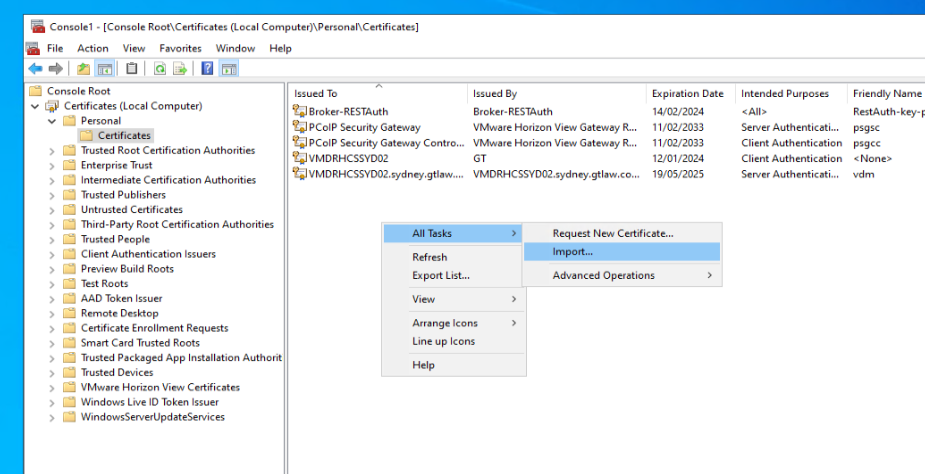 Console1 - [Console Root\Certificates (Local Computer)\Personal\Certificates]
File Action View Favorites Window Help
Console Root
Certificates (Local Computer)
Personal
Certificates
Trusted Root Certification Authorities
Enterprise Trust
Intermediate Certification Authorities
Trusted Publishers
Untrusted Certificates
Third-Party Root Certification Authorities
Trusted People
Client Authentication Issuers
Preview Build Roots
Test Roots
AAD Token Issuer
Remote Desktop
Certificate Enrollment Requests
Smart Card Trusted Roots
Trusted Packaged App Installation Authorit
Trusted Devices
VMware Horizon View Certificates
Windows Live ID Token Issuer
WindowsServerUpdateServices
Issued To Issued By Expiration Date Intended Purposes Friendly Name
Broker-RESTAuth Broker-RESTAuth 14/02/2024 <All> RestAuth-key-p
PCoIP Security Gateway VMware Horizon View Gateway R... 11/02/2033 Server Authenticati... psgsc
PCoIP Security Gateway Contro... VMware Horizon View Gateway R... 11/02/2033 Client Authentication psgcc
VMDRHCSSYD02 GT 12/01/2024 Client Authentication <None>
VMDRHCSSYD02.sydney.gtlaw.... VMDRHCSSYD02.sydney.gtlaw.co... 19/05/2025 Server Authenticati... vdm
All Tasks
Refresh
Export List...
View
Arrange Icons
Line up Icons
Help
Request New Certificate...
Import...
Advanced Operations